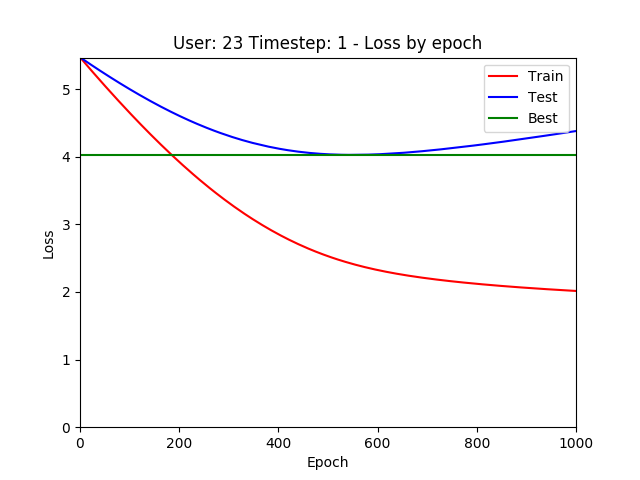 User: 23 Timestep: 1 - Loss by epoch
Train
Test
Best
5
4
3
2
1
0
Loss
0 200 400 600 800 1000
Epoch